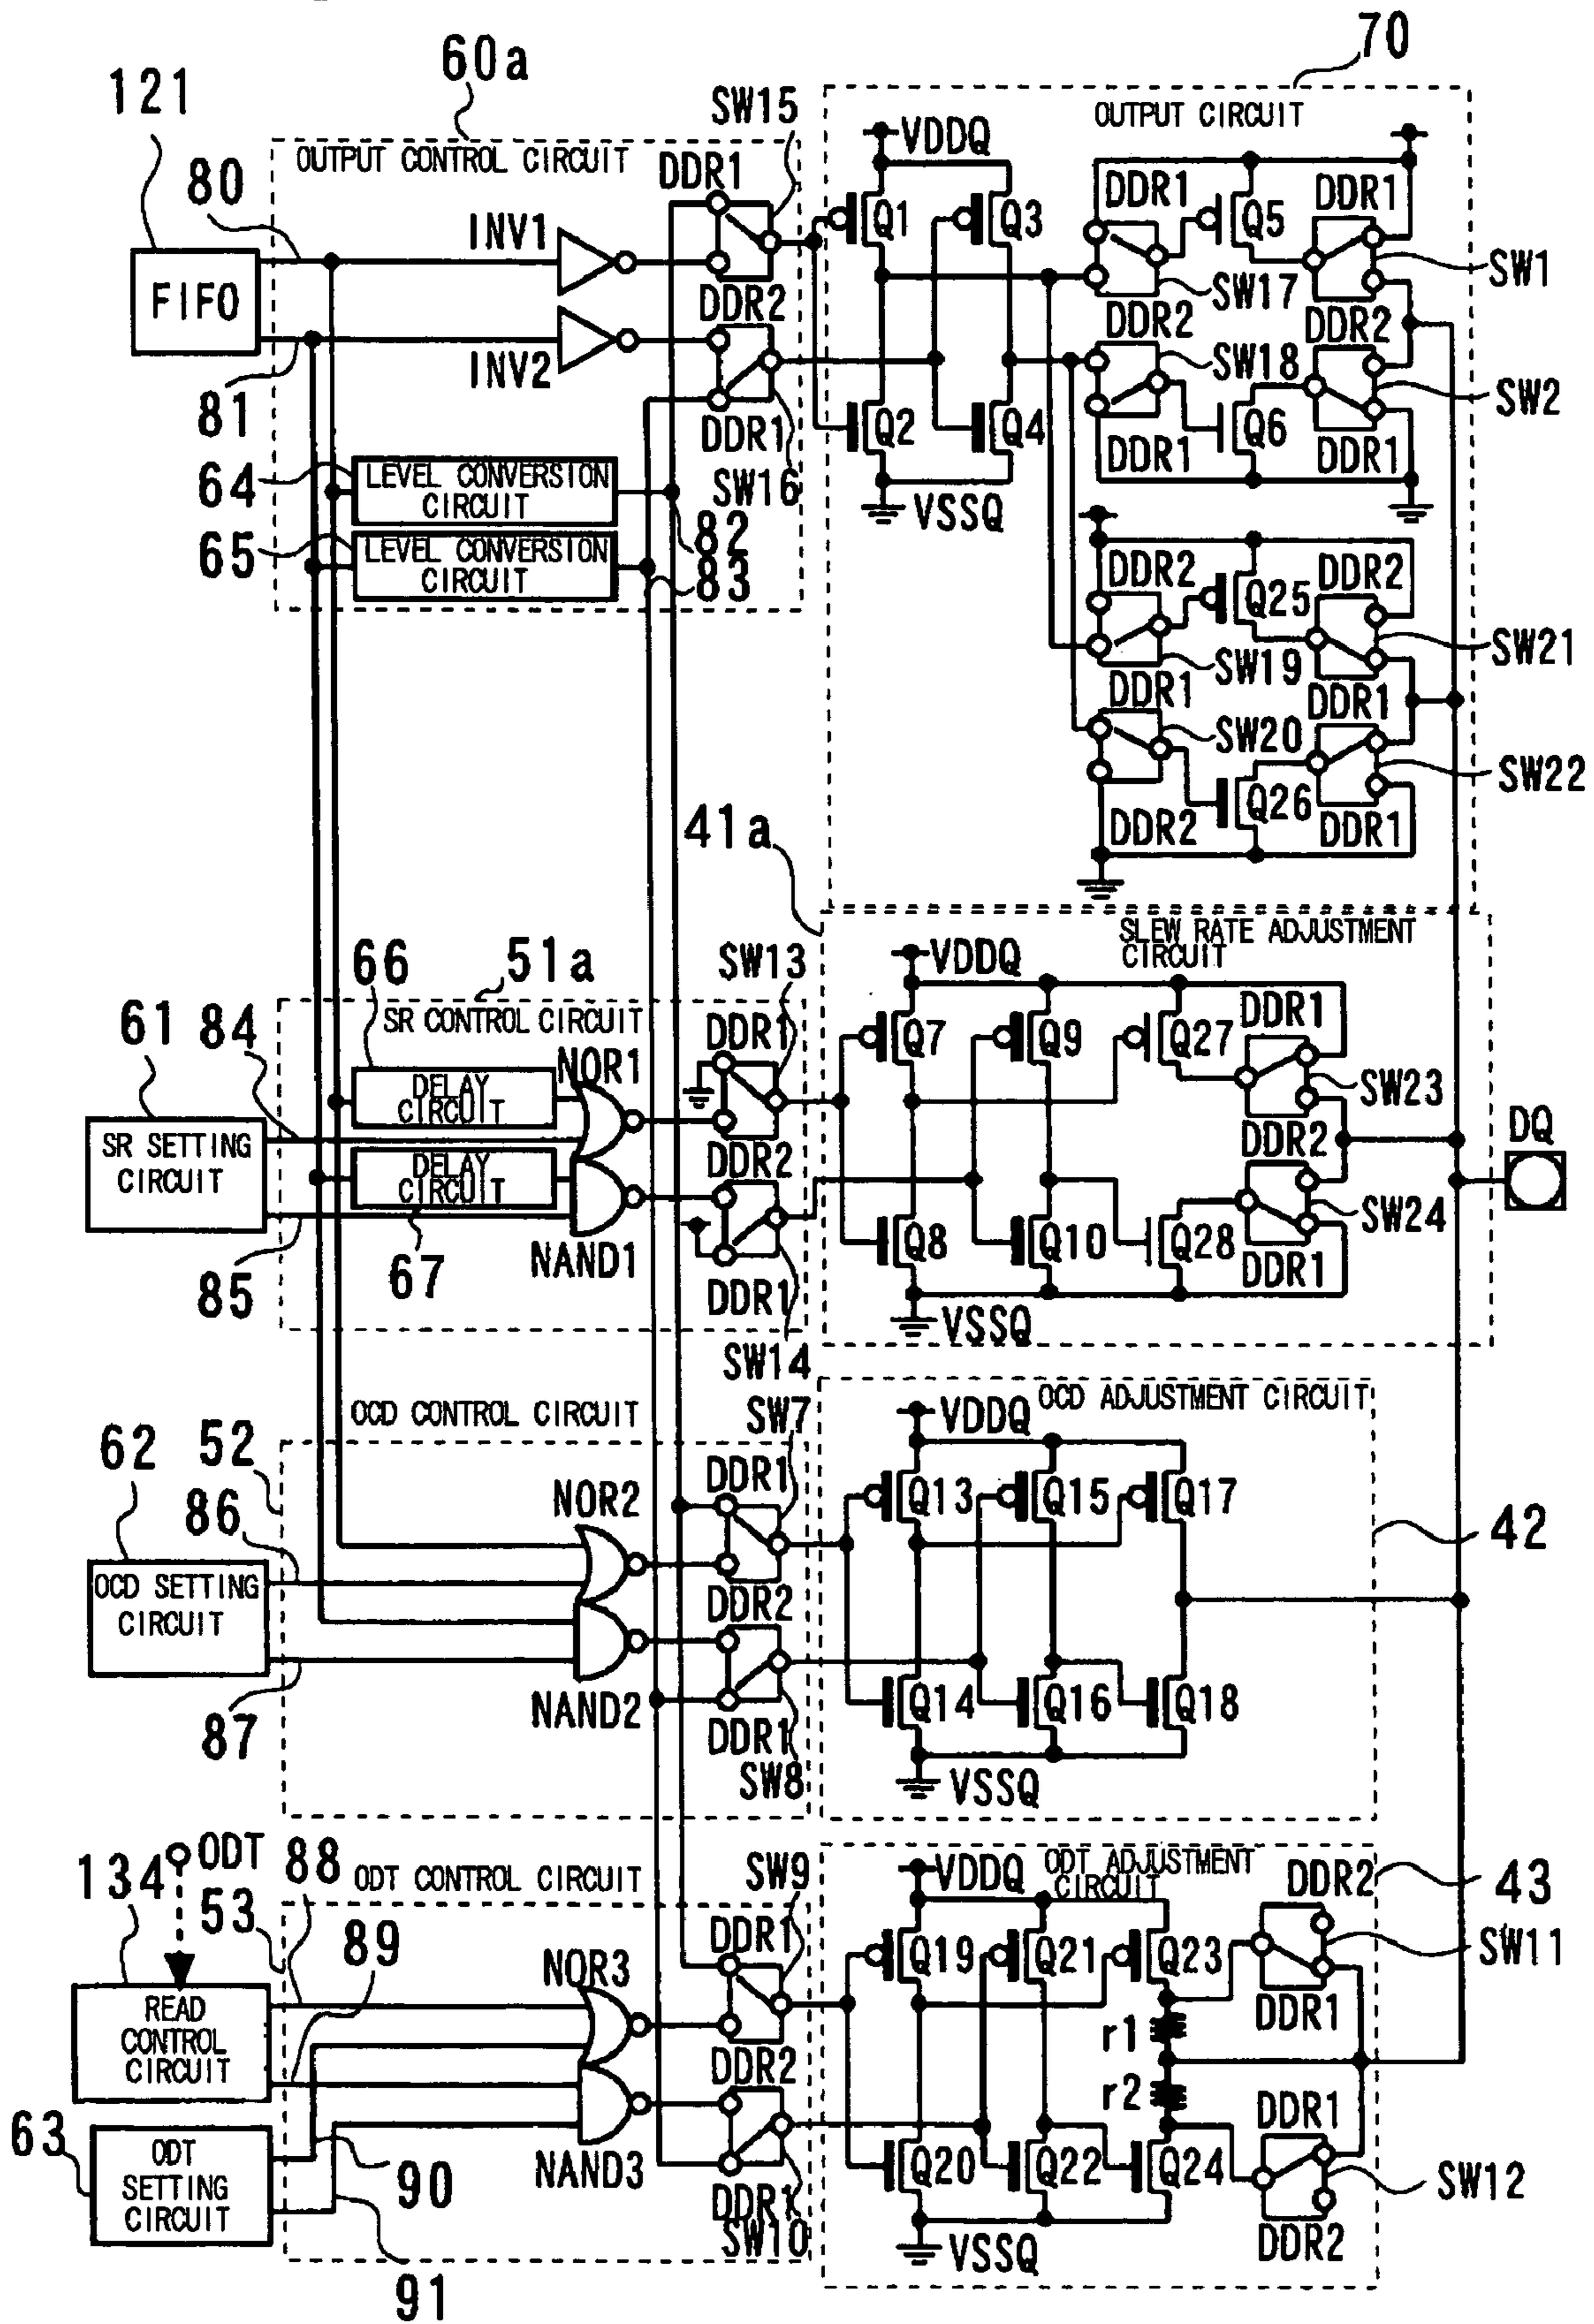 70
60a
121
SW15
OUTPUT CIRCUIT
VDDQ
OUTPUT CONTROL CIRCUIT
DDR1
80
INV1
Q1
Q3
DDR1
Q5
DDR1
SW1
FIFO
DDR2
SW17
INV2
DDR2
DDR2
SW18
81
SW2
DDR1
Q2
Q4
DDR1
Q6
DDR1
64
LEVEL CONVERSION
CIRCUIT
SW16
VSSQ
82
65
LEVEL CONVERSION
CIRCUIT
83
DDR2
Q25
DDR2
SW21
SW19
DDR1
DDR1
SW20
SW22
41a
DDR2
Q26
DDR1
SLEW RATE ADJUSTMENT
CIRCUIT
66
51a
SW13
VDDQ
61
84
SR CONTROL CIRCUIT
DDR1
Q7
Q9
Q27
DDR1
NOR1
DELAY
CIRCUIT
SW23
SR SETTING
CIRCUIT
DDR2
DDR2
DQ
DELAY
CIRCUIT
SW24
NAND1
67
85
DDR1
Q8
Q10
Q28
DDR1
VSSQ
SW14
OCD CONTROL CIRCUIT
SW7
OCD ADJUSTMENT CIRCUIT
VDDQ
62
52
86
NOR2
DDR1
Q13
Q15
Q17
42
OCD SETTING
CIRCUIT
DDR2
NAND2
87
DDR1
Q14
Q16
Q18
SW8
VSSQ
ODT
134
88
ODT CONTROL CIRCUIT
SW9
VDDQ
ODT ADJUSTMENT
CIRCUIT
DDR2
43
53
89
NOR3
DDR1
Q19
Q21
Q23
SW11
READ
CONTROL
CIRCUIT
DDR1
r1
DDR2
r2
63
DDR1
ODT
SETTING
CIRCUIT
90
NAND3
Q20
Q22
Q24
SW12
DDR1
SW10
DDR2
VSSQ
91